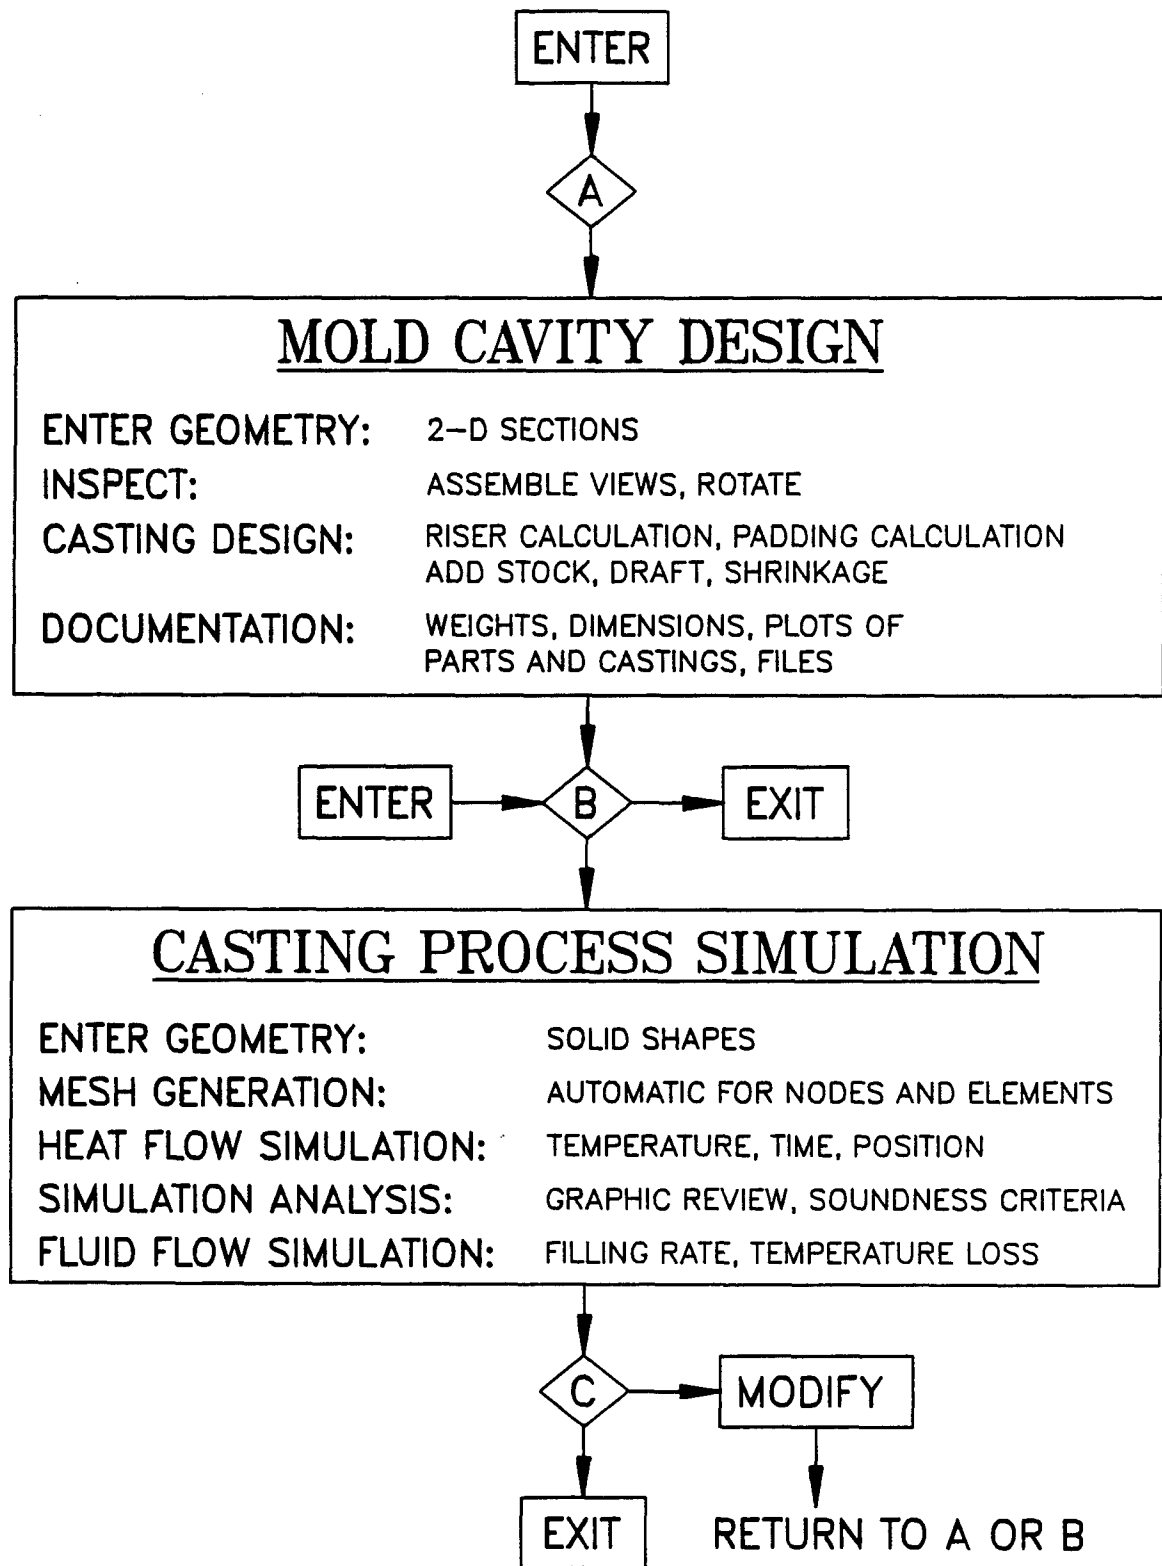 ENTER
A
MOLD CAVITY DESIGN
ENTER GEOMETRY: 2-D SECTIONS
INSPECT: ASSEMBLE VIEWS, ROTATE
CASTING DESIGN: RISER CALCULATION, PADDING CALCULATION
ADD STOCK, DRAFT, SHRINKAGE
DOCUMENTATION: WEIGHTS, DIMENSIONS, PLOTS OF
PARTS AND CASTINGS, FILES
ENTER B EXIT
CASTING PROCESS SIMULATION
ENTER GEOMETRY: SOLID SHAPES
MESH GENERATION: AUTOMATIC FOR NODES AND ELEMENTS
HEAT FLOW SIMULATION: TEMPERATURE, TIME, POSITION
SIMULATION ANALYSIS: GRAPHIC REVIEW, SOUNDNESS CRITERIA
FLUID FLOW SIMULATION: FILLING RATE, TEMPERATURE LOSS
C MODIFY
EXIT RETURN TO A OR B